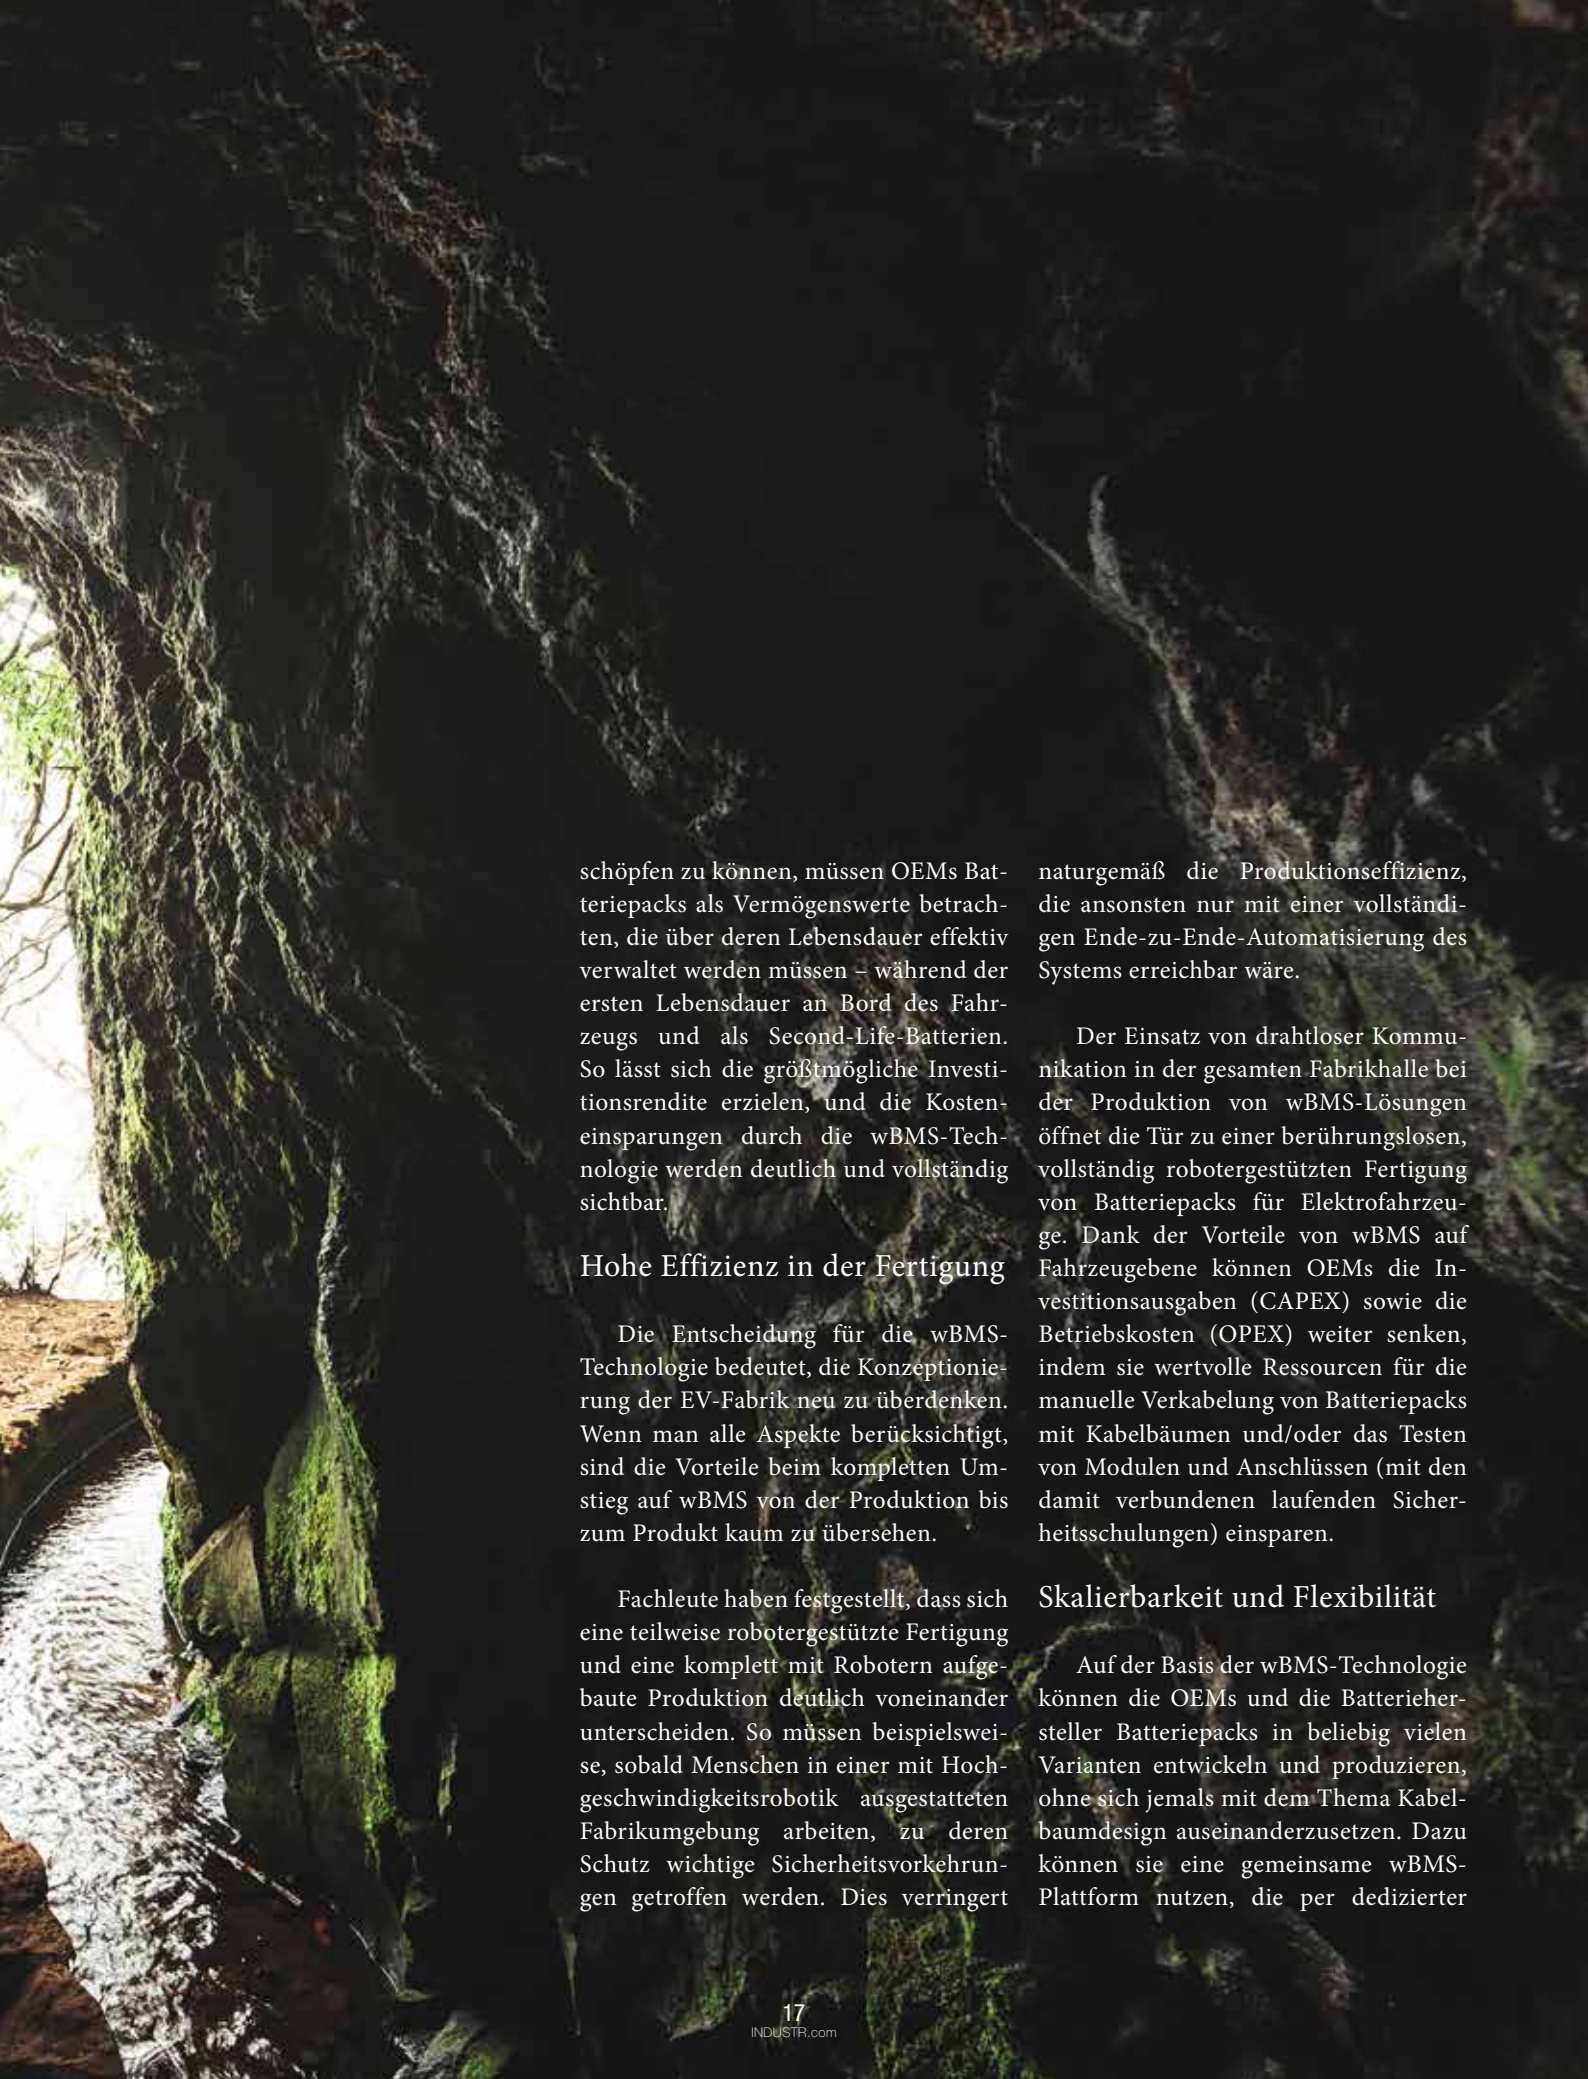 schöpfen zu können, müssen OEMs Bat-
teriepacks als Vermögenswerte betrach-
ten, die über deren Lebensdauer effektiv
verwaltet werden müssen – während der
ersten Lebensdauer an Bord des Fahr-
zeugs und als Second-Life-Batterien.
So lässt sich die größtmögliche Investi-
tionsrendite erzielen, und die Kosten-
einsparungen durch die wBMS-Tech-
nologie werden deutlich und vollständig
sichtbar.
Hohe Effizienz in der Fertigung
Die Entscheidung für die wBMS-
Technologie bedeutet, die Konzeptionie-
rung der EV-Fabrik neu zu überdenken.
Wenn man alle Aspekte berücksichtigt,
sind die Vorteile beim kompletten Um-
stieg auf wBMS von der Produktion bis
zum Produkt kaum zu übersehen.
Fachleute haben festgestellt, dass sich
eine teilweise robotergestützte Fertigung
und eine komplett mit Robotern aufge-
baute Produktion deutlich voneinander
unterscheiden. So müssen beispielswei-
se, sobald Menschen in einer mit Hoch-
geschwindigkeitsrobotik ausgestatteten
Fabrikumgebung arbeiten, zu deren
Schutz wichtige Sicherheitsvorkehrun-
gen getroffen werden. Dies verringert
naturgemäß die Produktionseffizienz,
die ansonsten nur mit einer vollständi-
gen Ende-zu-Ende-Automatisierung des
Systems erreichbar wäre.
Der Einsatz von drahtloser Kommu-
nikation in der gesamten Fabrikhalle bei
der Produktion von wBMS-Lösungen
öffnet die Tür zu einer berührungslosen,
vollständig robotergestützten Fertigung
von Batteriepacks für Elektrofahrzeu-
ge. Dank der Vorteile von wBMS auf
Fahrzeugebene können OEMs die In-
vestitionsausgaben (CAPEX) sowie die
Betriebskosten (OPEX) weiter senken,
indem sie wertvolle Ressourcen für die
manuelle Verkabelung von Batteriepacks
mit Kabelbäumen und/oder das Testen
von Modulen und Anschlüssen (mit den
damit verbundenen laufenden Sicher-
heitsschulungen) einsparen.
Skalierbarkeit und Flexibilität
Auf der Basis der wBMS-Technologie
können die OEMs und die Batterieher-
steller Batteriepacks in beliebig vielen
Varianten entwickeln und produzieren,
ohne sich jemals mit dem Thema Kabel-
baumdesign auseinanderzusetzen. Dazu
können sie eine gemeinsame wBMS-
Plattform nutzen, die per dedizierter
17
INDUSTR.com